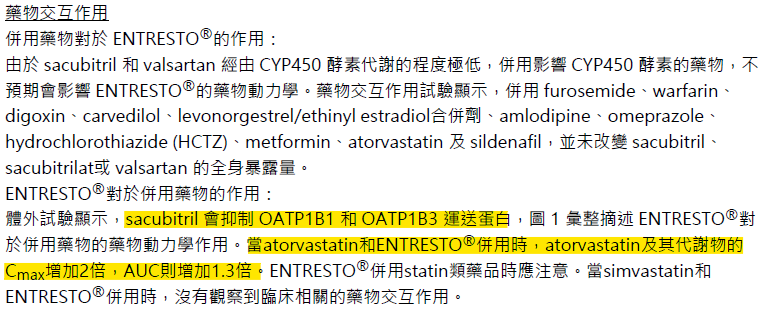 藥物交互作用
併用藥物對於 ENTRESTO®的作用：
由於 sacubitril 和 valsartan 經由 CYP450 酵素代謝的程度極低，併用影響 CYP450 酵素的藥物，不
預期會影響 ENTRESTO®的藥物動力學。藥物交互作用試驗顯示，併用 furosemide、warfarin、
digoxin、carvedilol、levonorgestrel/ethinyl estradiol合併劑、amlodipine、omeprazole、
hydrochlorothiazide (HCTZ)、metformin、atorvastatin 及 sildenafil，並未改變 sacubitril、
sacubitrilat或 valsartan 的全身暴露量。
ENTRESTO®對於併用藥物的作用：
體外試驗顯示，sacubitril 會抑制 OATP1B1 和 OATP1B3 運送蛋白，圖 1 彙整摘述 ENTRESTO®對
於併用藥物的藥物動力學作用。當atorvastatin和ENTRESTO®併用時，atorvastatin及其代謝物的
Cmax增加2倍，AUC則增加1.3倍。ENTRESTO®併用statin類藥品時應注意。當simvastatin和
ENTRESTO®併用時，沒有觀察到臨床相關的藥物交互作用。